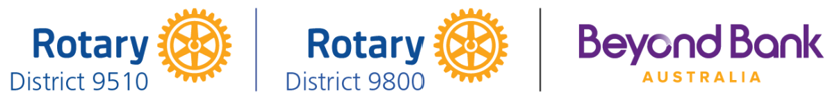 Rotary
District 9510
Rotary
District 9800
Beyond Bank
AUSTRALIA